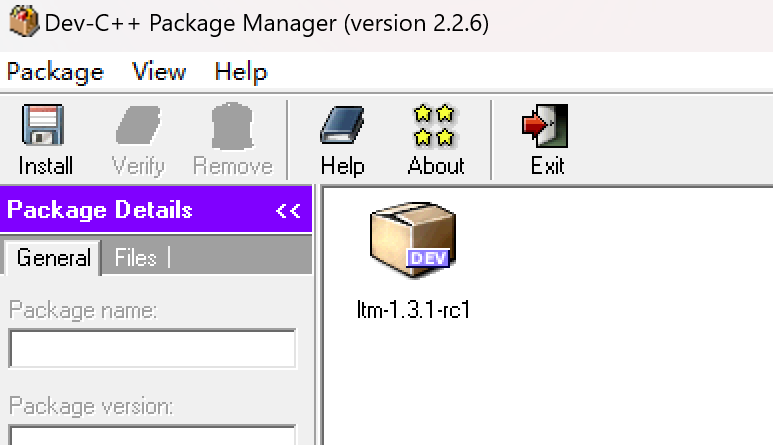 Dev-C++ Package Manager (version 2.2.6)
Package View Help
Install Verify Remove Help About Exit
Package Details <<
General Files
DEV
ltm-1.3.1-rc1
Package name:
Package version: